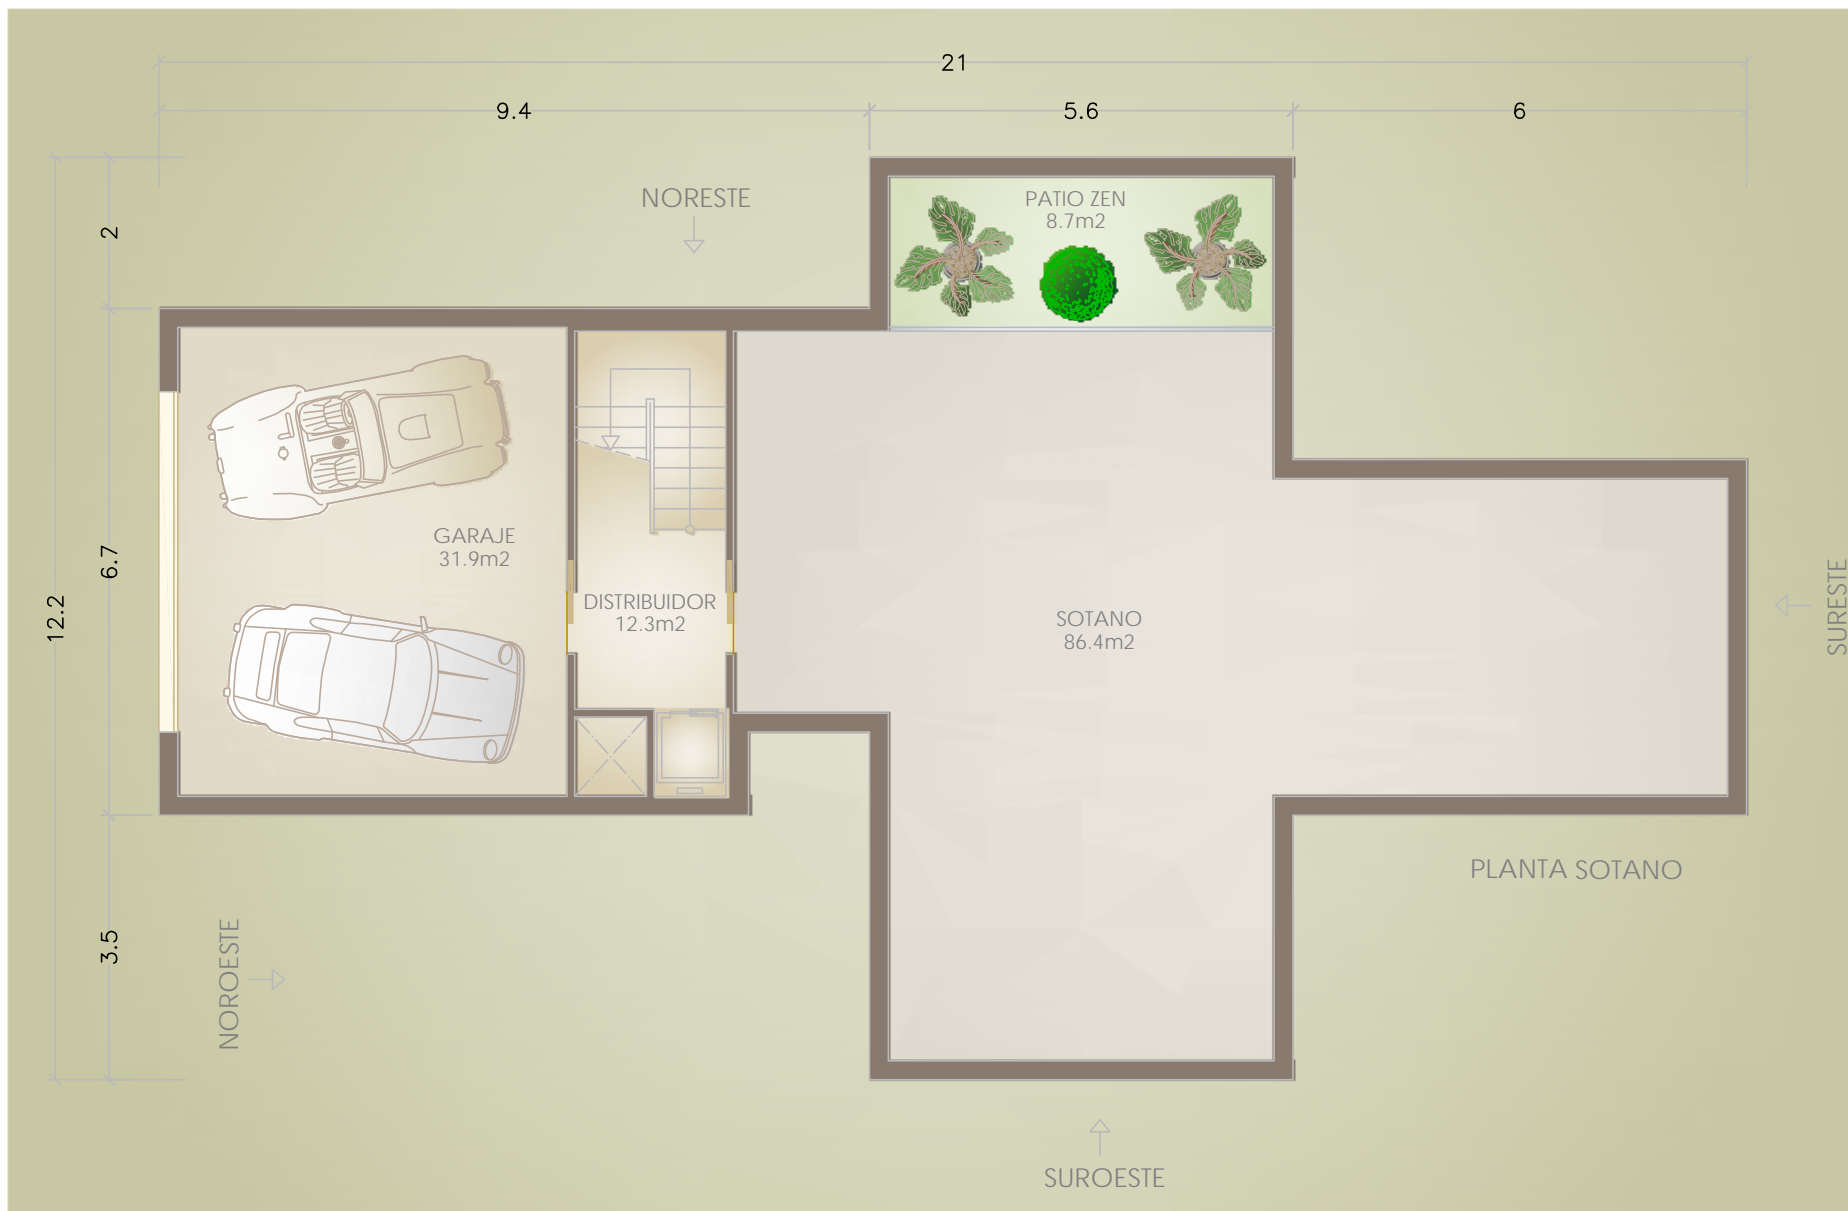 21
9.4
5.6
6
NORESTE
PATIO ZEN
8.7m2
2
GARAJE
31.9m2
6.7
DISTRIBUIDOR
12.3m2
12.2
SOTANO
86.4m2
SURESTE
PLANTA SOTANO
3.5
NOROESTE
SUROESTE